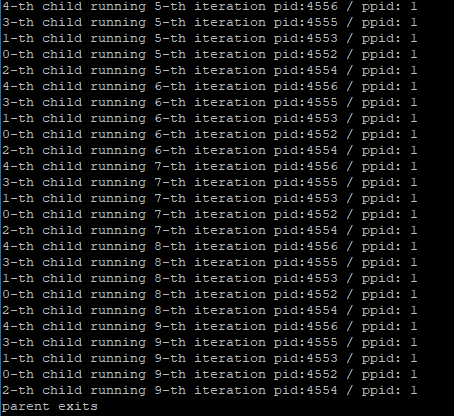 4-th child running 5-th iteration pid:4556 / ppid: 1
3-th child running 5-th iteration pid:4555 / ppid: 1
1-th child running 5-th iteration pid:4553 / ppid: 1
0-th child running 5-th iteration pid:4552 / ppid: 1
2-th child running 5-th iteration pid:4554 / ppid: 1
4-th child running 6-th iteration pid:4556 / ppid: 1
3-th child running 6-th iteration pid:4555 / ppid: 1
1-th child running 6-th iteration pid:4553 / ppid: 1
0-th child running 6-th iteration pid:4552 / ppid: 1
2-th child running 6-th iteration pid:4554 / ppid: 1
4-th child running 7-th iteration pid:4556 / ppid: 1
3-th child running 7-th iteration pid:4555 / ppid: 1
1-th child running 7-th iteration pid:4553 / ppid: 1
0-th child running 7-th iteration pid:4552 / ppid: 1
2-th child running 7-th iteration pid:4554 / ppid: 1
4-th child running 8-th iteration pid:4556 / ppid: 1
3-th child running 8-th iteration pid:4555 / ppid: 1
1-th child running 8-th iteration pid:4553 / ppid: 1
0-th child running 8-th iteration pid:4552 / ppid: 1
2-th child running 8-th iteration pid:4554 / ppid: 1
4-th child running 9-th iteration pid:4556 / ppid: 1
3-th child running 9-th iteration pid:4555 / ppid: 1
1-th child running 9-th iteration pid:4553 / ppid: 1
0-th child running 9-th iteration pid:4552 / ppid: 1
2-th child running 9-th iteration pid:4554 / ppid: 1
parent exits